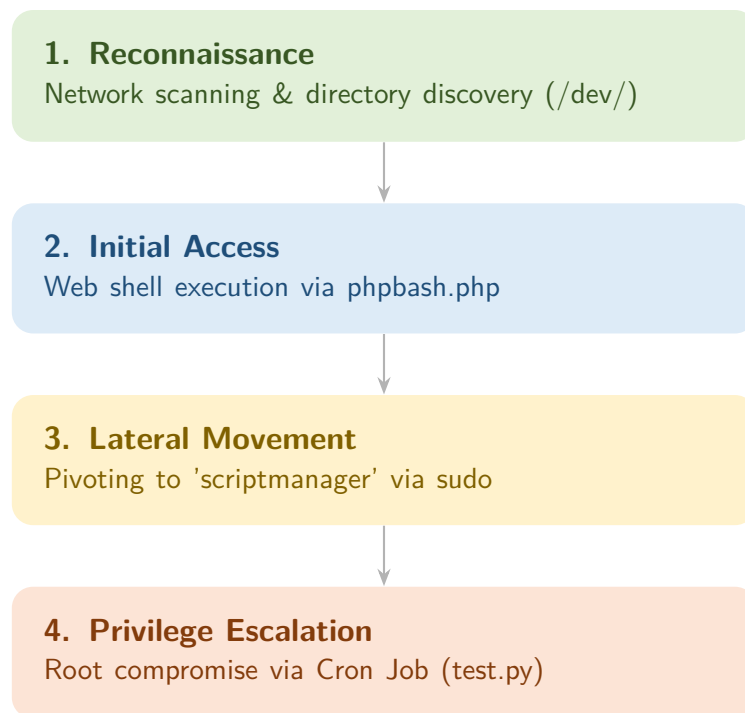 1. Reconnaissance
Network scanning & directory discovery (/dev/)
2. Initial Access
Web shell execution via phpbash.php
3. Lateral Movement
Pivoting to 'scriptmanager' via sudo
4. Privilege Escalation
Root compromise via Cron Job (test.py)